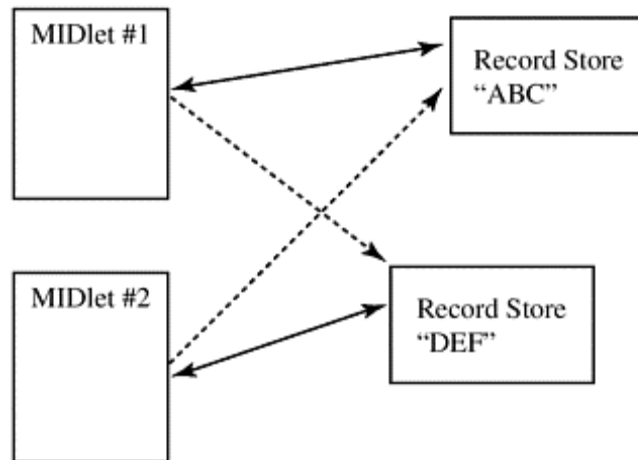 MIDlet #1
Record Store
“ABC”
MIDlet #2
Record Store
“DEF”